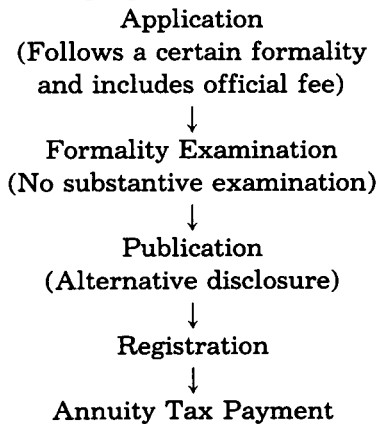 Application
(Follows a certain formality
and includes official fee)
↓
Formality Examination
(No substantive examination)
↓
Publication
(Alternative disclosure)
↓
Registration
↓
Annuity Tax Payment